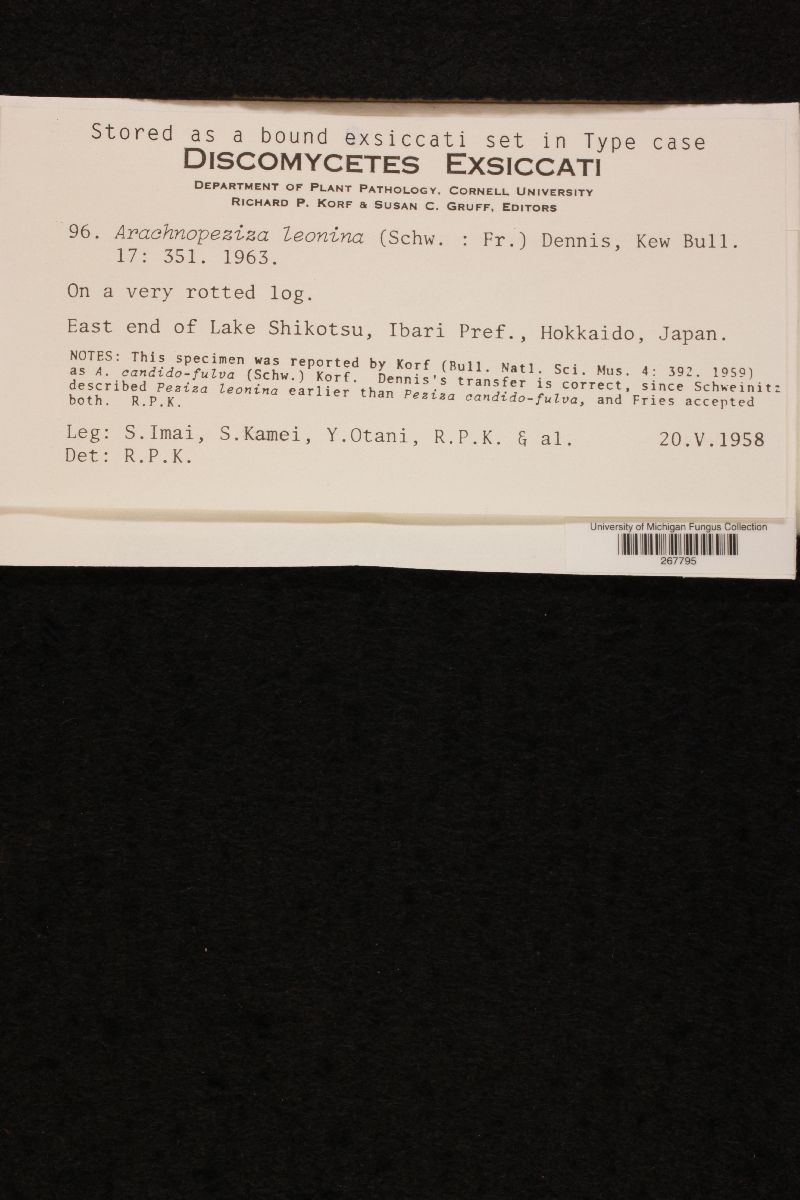 Stored as a bound exsiccati set in Type case
DISCOMYCETES EXSICCATI
DEPARTMENT OF PLANT PATHOLOGY, CORNELL UNIVERSITY
RICHARD P. KORF & SUSAN C. GRUFF, EDITORS
96. Arachnopeziza leonina (Schw. : Fr.) Dennis, Kew Bull.
17: 351. 1963.
On a very rotted log.
East end of Lake Shikotsu, Ibari Pref., Hokkaido, Japan.
NOTES: This specimen was reported by Korf (Bull. Natl. Sci. Mus. 4: 392. 1959)
as A. candido-fulva (Schw.) Korf. Dennis's transfer is correct, since Schweinitz
described Peziza leonina earlier than Peziza candido-fulva, and Fries accepted
both. R.P.K.
Leg: S.Imai, S.Kamei, Y.Otani, R.P.K. & al. 20.V.1958
Det: R.P.K.
University of Michigan Fungus Collection
267795